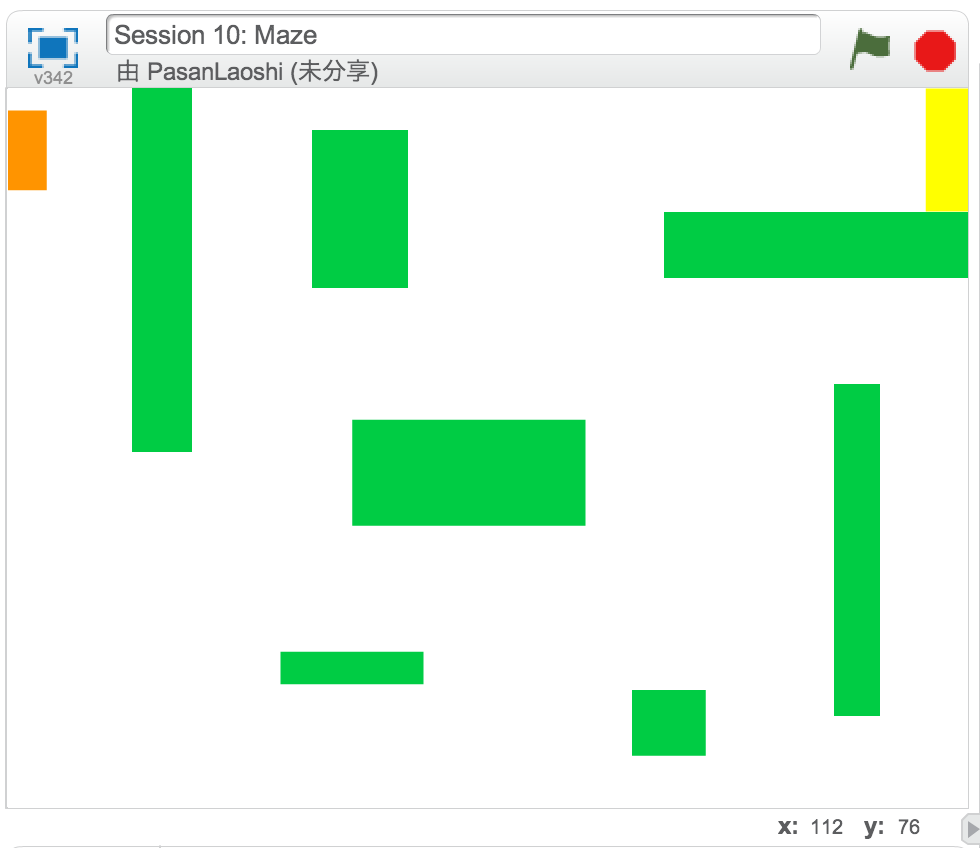 Session 10: Maze
v342
由 PasanLaoshi (未分享)
x: 112 y: 76